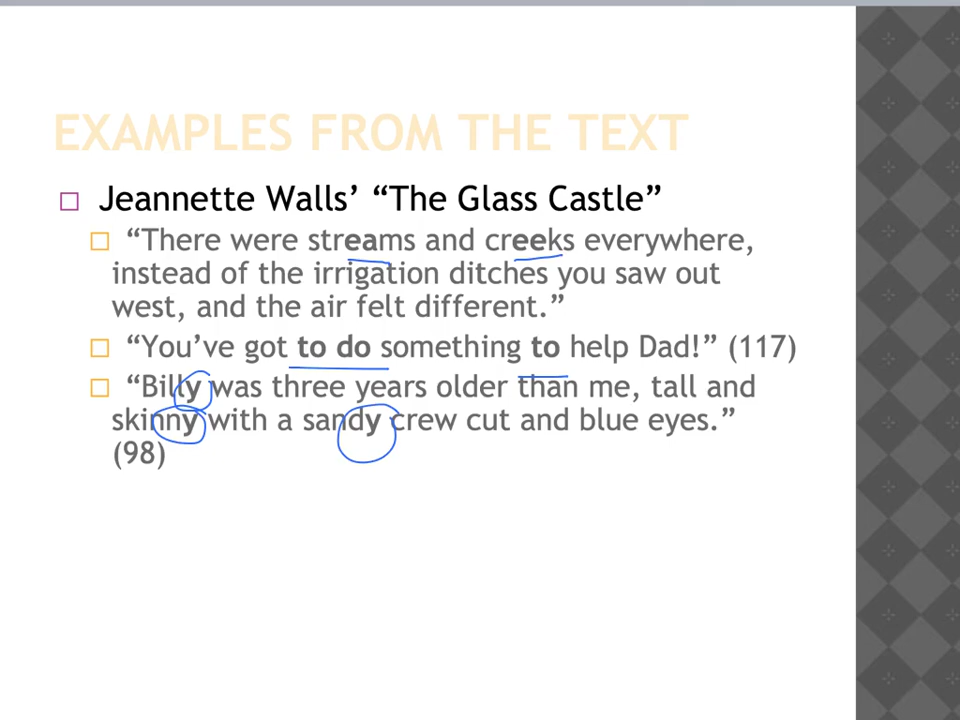 EXAMPLES FROM THE TEXT
Jeannette Walls’ “The Glass Castle”
“There were streams and creeks everywhere,
instead of the irrigation ditches you saw out
west, and the air felt different.”
“You’ve got to do something to help Dad!” (117)
“Billy was three years older than me, tall and
skinny with a sandy crew cut and blue eyes.”
(98)